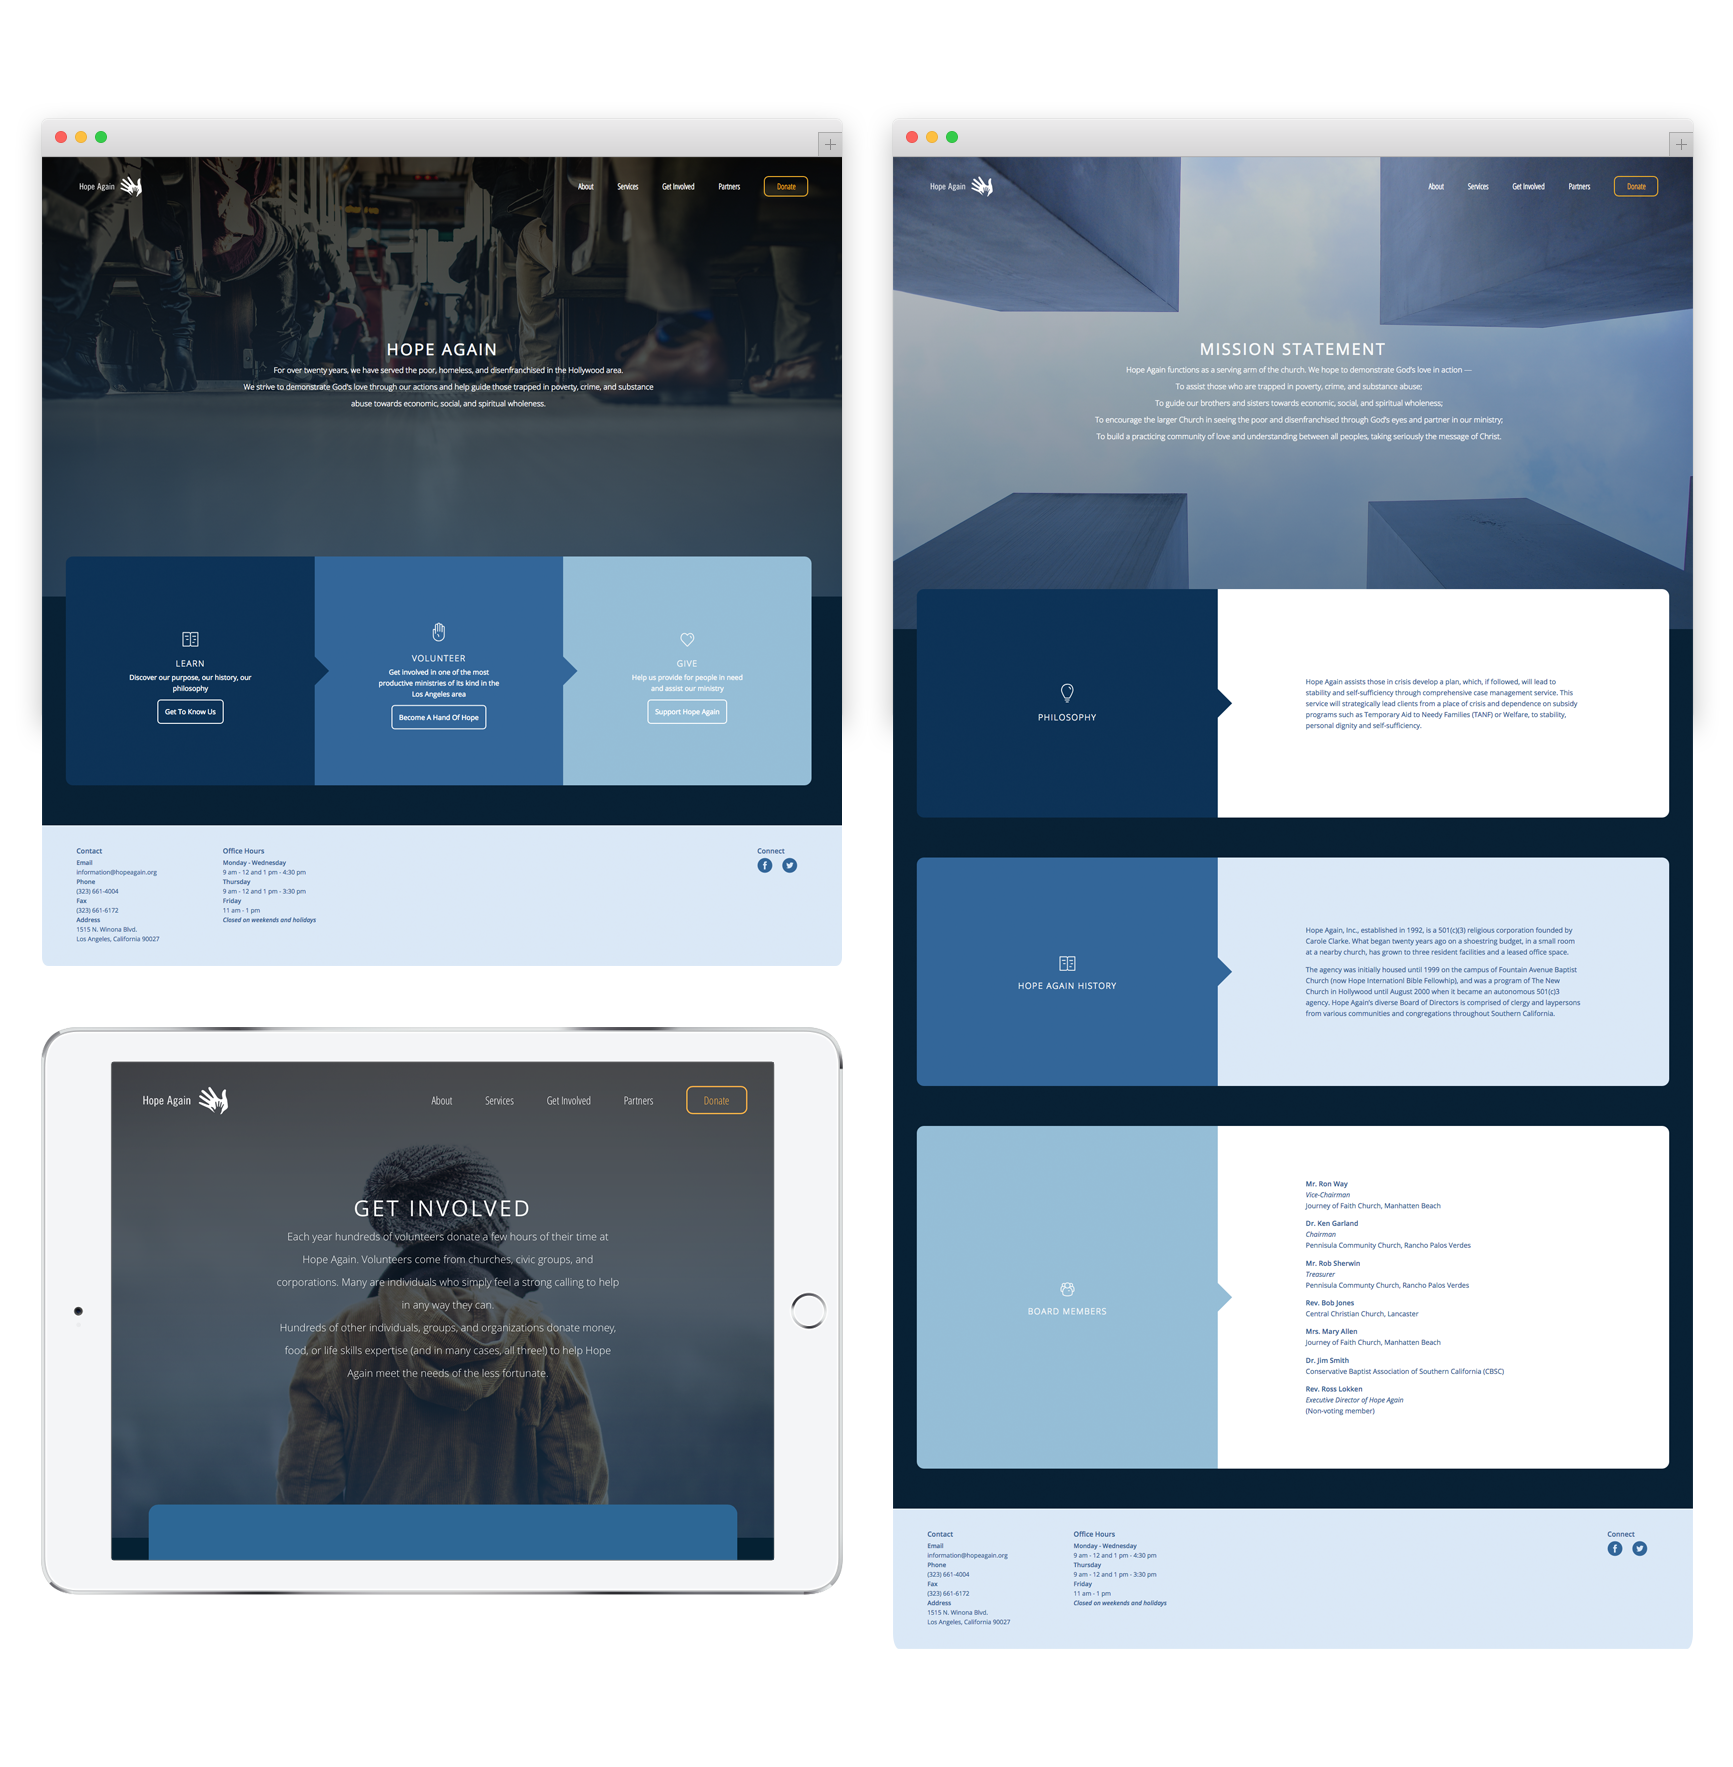 Hope Again
About Services Get Involved Partners Donate
HOPE AGAIN
For over twenty years, we have served the poor, homeless, and disenfranchised in the Hollywood area.
We strive to demonstrate God's love through our actions and help guide those trapped in poverty, crime, and substance
abuse towards economic, social, and spiritual wholeness.
LEARN
Discover our purpose, our history, our
philosophy
Get To Know Us
VOLUNTEER
Get involved in one of the most
productive ministries of its kind in the
Los Angeles area
Become A Hand Of Hope
GIVE
Help us provide for people in need
and assist our ministry
Support Hope Again
Contact
Email
information@hopeagain.org
Phone
(323) 661-4004
Fax
(323) 661-6172
Address
1515 N. Winona Blvd.
Los Angeles, California 90027
Office Hours
Monday - Wednesday
9 am - 12 and 1 pm - 4:30 pm
Thursday
9 am - 12 and 1 pm - 3:30 pm
Friday
11 am - 1 pm
Closed on weekends and holidays
Connect
Hope Again
About Services Get Involved Partners Donate
GET INVOLVED
Each year hundreds of volunteers donate a few hours of their time at
Hope Again. Volunteers come from churches, civic groups, and
corporations. Many are individuals who simply feel a strong calling to help
in any way they can.
Hundreds of other individuals, groups, and organizations donate money,
food, or life skills expertise (and in many cases, all three!) to help Hope
Again meet the needs of the less fortunate.
Hope Again
About Services Get Involved Partners Donate
MISSION STATEMENT
Hope Again functions as a serving arm of the church. We hope to demonstrate God's love in action —
To assist those who are trapped in poverty, crime, and substance abuse;
To guide our brothers and sisters towards economic, social, and spiritual wholeness;
To encourage the larger Church in seeing the poor and disenfranchised through God's eyes and partner in our ministry;
To build a practicing community of love and understanding between all peoples, taking seriously the message of Christ.
PHILOSOPHY
Hope Again assists those in crisis develop a plan, which, if followed, will lead to
stability and self-sufficiency through comprehensive case management service. This
service will strategically lead clients from a place of crisis and dependence on subsidy
programs such as Temporary Aid to Needy Families (TANF) or Welfare, to stability,
personal dignity and self-sufficiency.
HOPE AGAIN HISTORY
Hope Again, Inc., established in 1992, is a 501(c)(3) religious corporation founded by
Carole Clarke. What began twenty years ago on a shoestring budget, in a small room
at a nearby church, has grown to three resident facilities and a leased office space.
The agency was initially housed until 1999 on the campus of Fountain Avenue Baptist
Church (now Hope Internationl Bible Fellowship), and was a program of The New
Church in Hollywood until August 2000 when it became an autonomous 501(c)3
agency. Hope Again's diverse Board of Directors is comprised of clergy and laypersons
from various communities and congregations throughout Southern California.
BOARD MEMBERS
Mr. Ron Way
Vice-Chairman
Journey of Faith Church, Manhatten Beach
Dr. Ken Garland
Chairman
Pennisula Community Church, Rancho Palos Verdes
Mr. Rob Sherwin
Treasurer
Pennisula Communty Church, Rancho Palos Verdes
Rev. Bob Jones
Central Christian Church, Lancaster
Mrs. Mary Allen
Journey of Faith Church, Manhatten Beach
Dr. Jim Smith
Conservative Baptist Association of Southern California (CBSC)
Rev. Ross Lokken
Executive Director of Hope Again
(Non-voting member)
Contact
Email
information@hopeagain.org
Phone
(323) 661-4004
Fax
(323) 661-6172
Address
1515 N. Winona Blvd.
Los Angeles, California 90027
Office Hours
Monday - Wednesday
9 am - 12 and 1 pm - 4:30 pm
Thursday
9 am - 12 and 1 pm - 3:30 pm
Friday
11 am - 1 pm
Closed on weekends and holidays
Connect